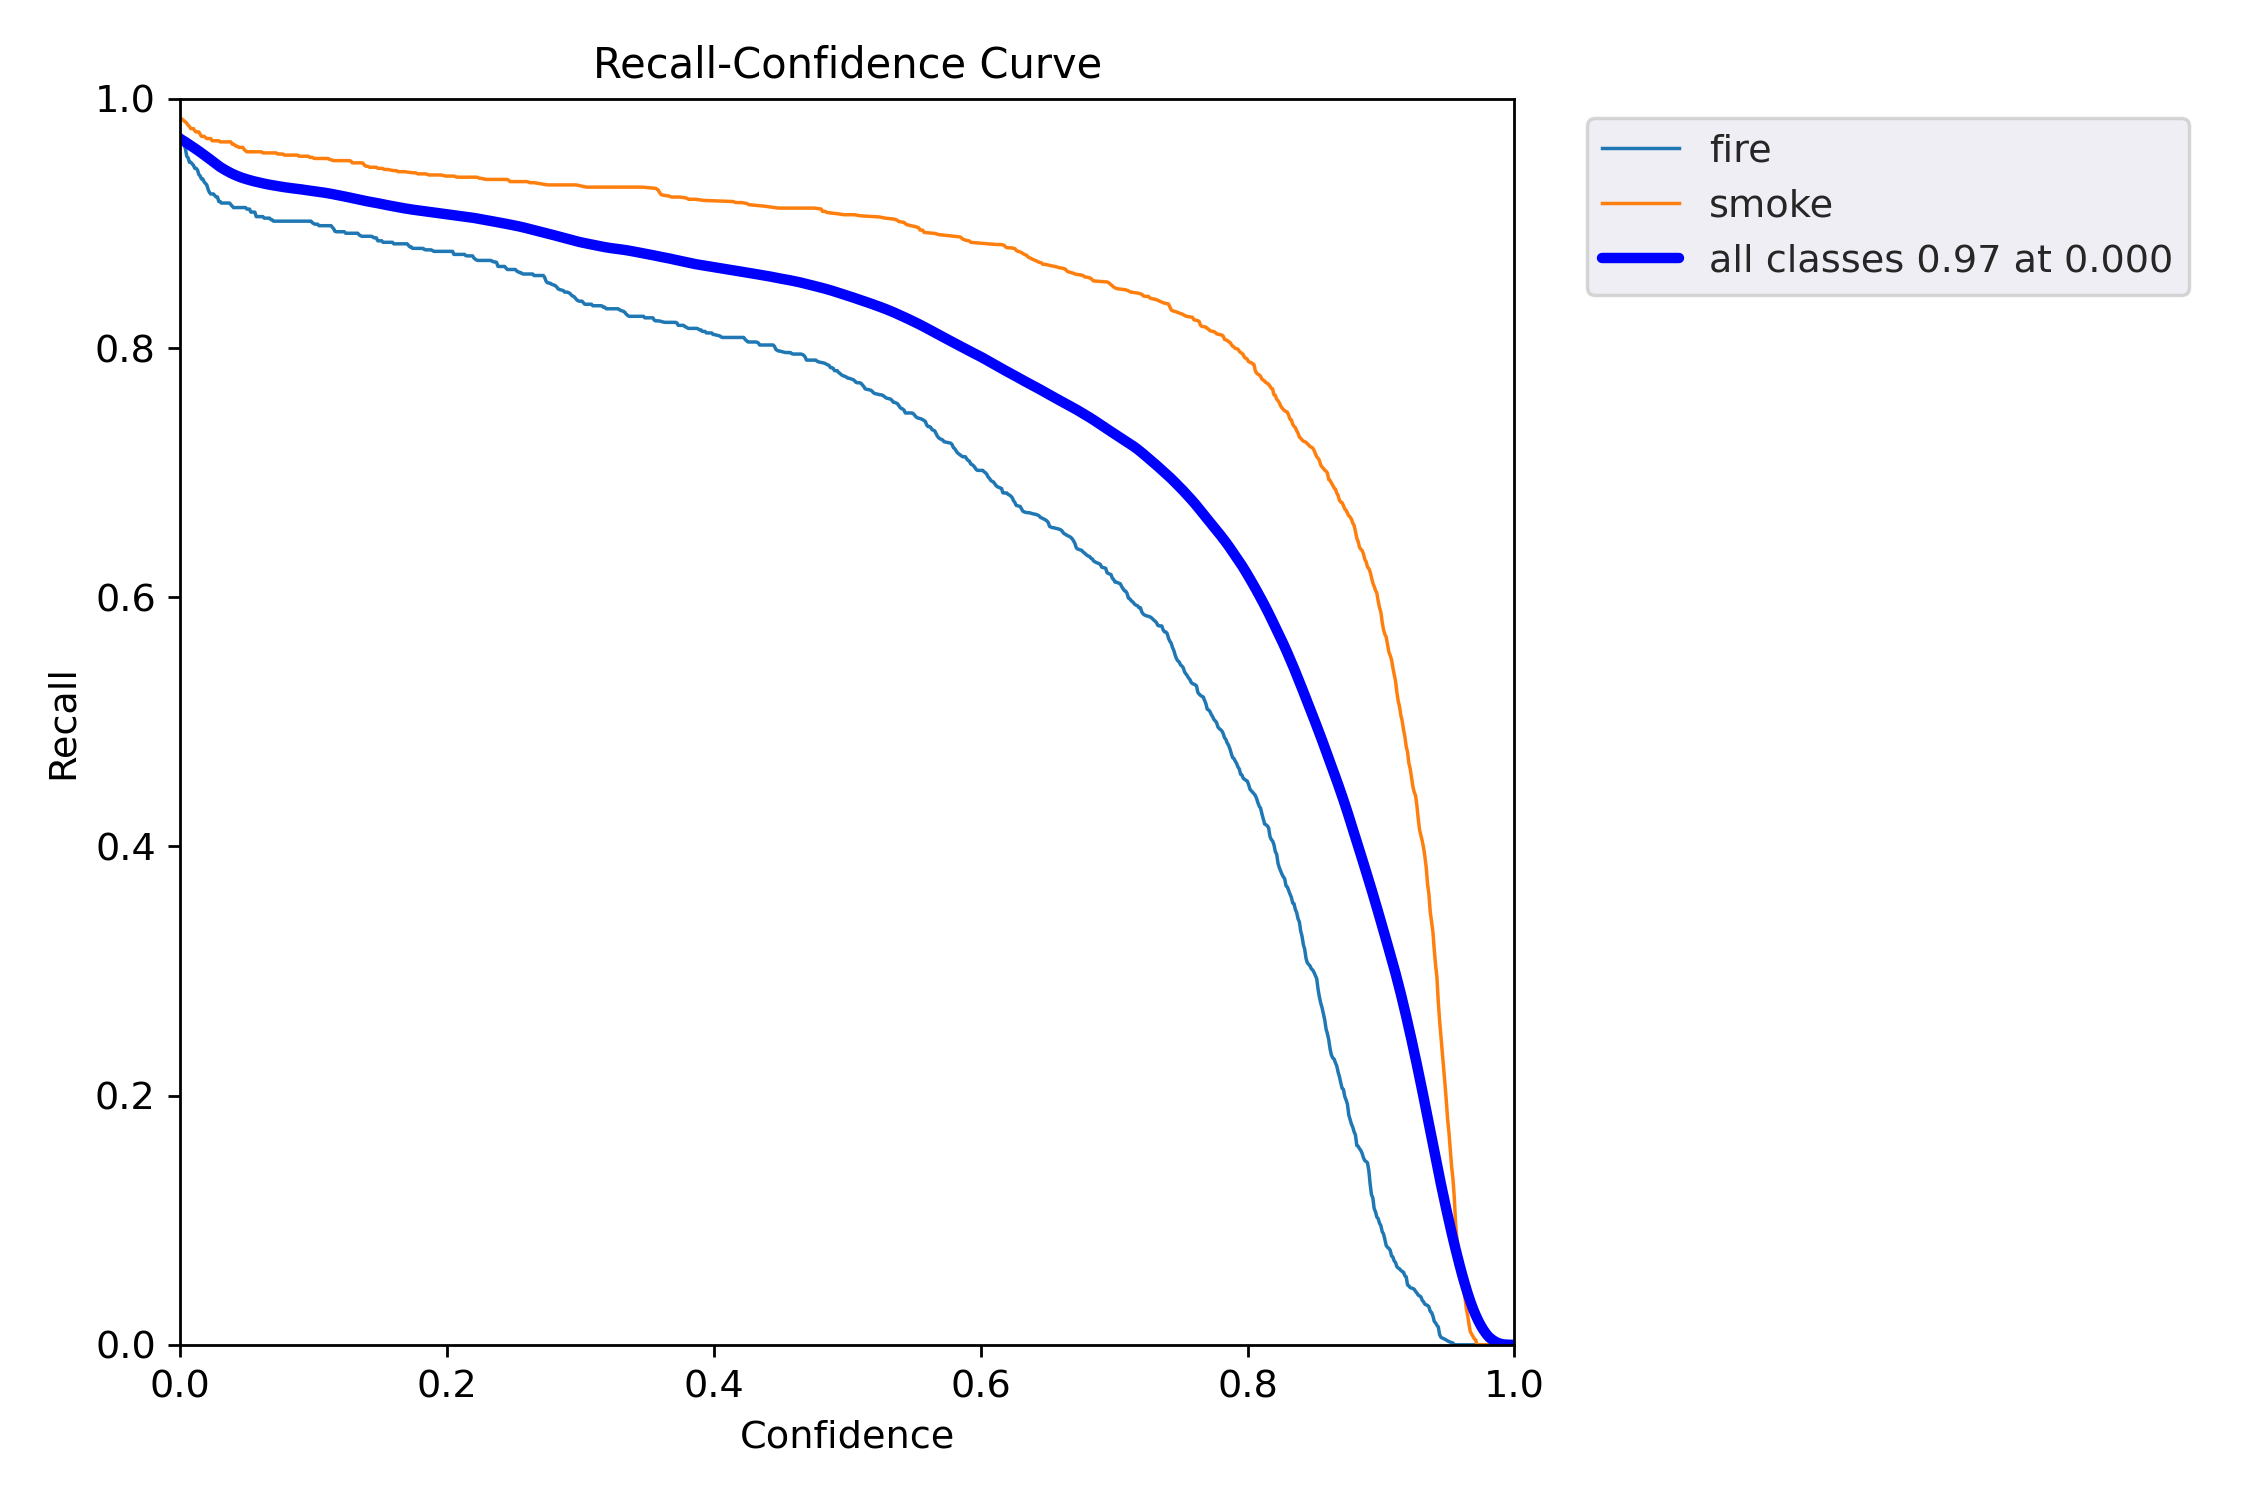 Recall-Confidence Curve
1.0
0.8
0.6
0.4
0.2
0.0
Recall
0.0 0.2 0.4 0.6 0.8 1.0
Confidence
fire
smoke
all classes 0.97 at 0.000